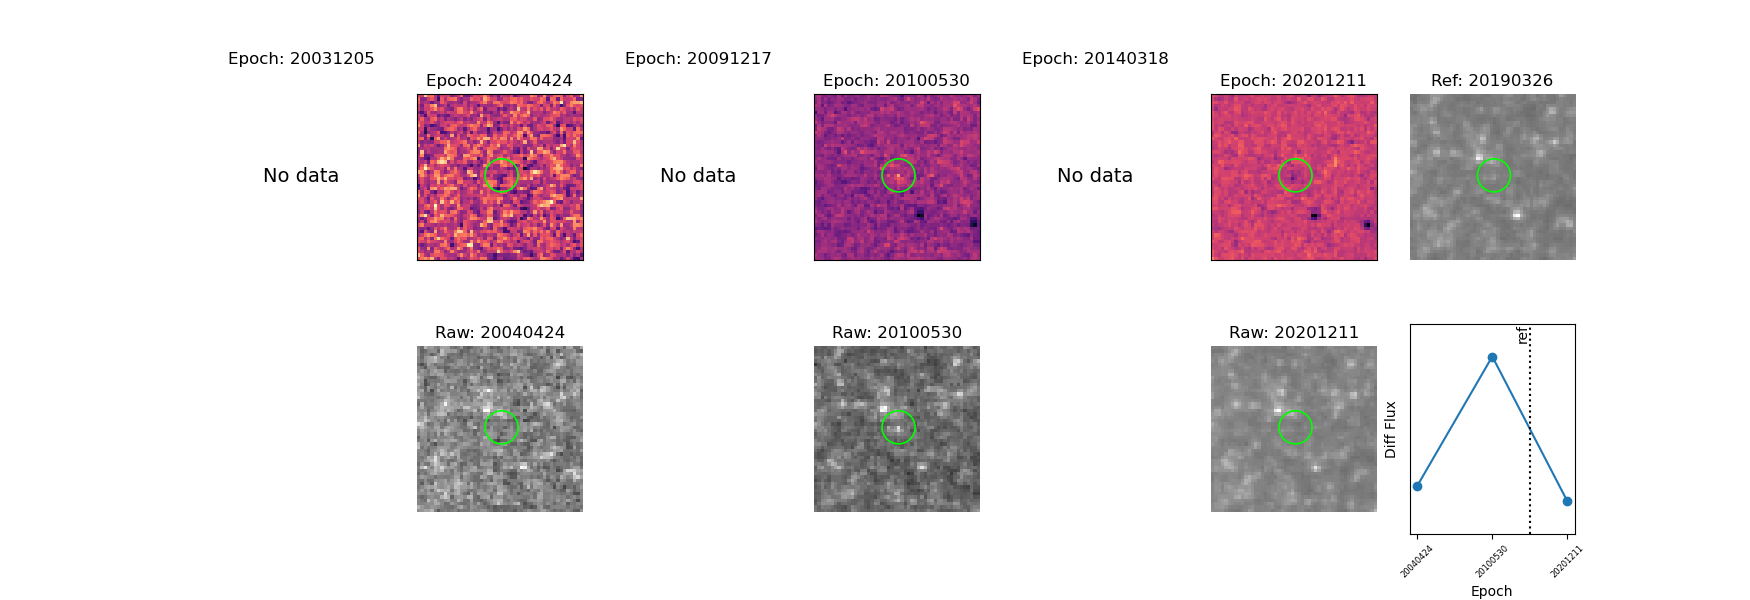 Epoch: 20031205
Epoch: 20040424
Epoch: 20091217
Epoch: 20100530
Epoch: 20140318
Epoch: 20201211
Ref: 20190326
No data
No data
No data
Raw: 20040424
Raw: 20100530
Raw: 20201211
ref
Diff Flux
20040424
20100530
20201211
Epoch